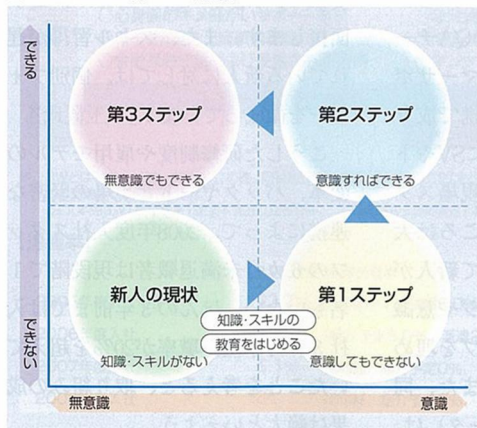 できる
できない
第3ステップ
無意識でもできる
第2ステップ
意識すればできる
新人の現状
知識・スキルがない
知識・スキルの
教育をはじめる
第1ステップ
意識してもできない
無意識
意識